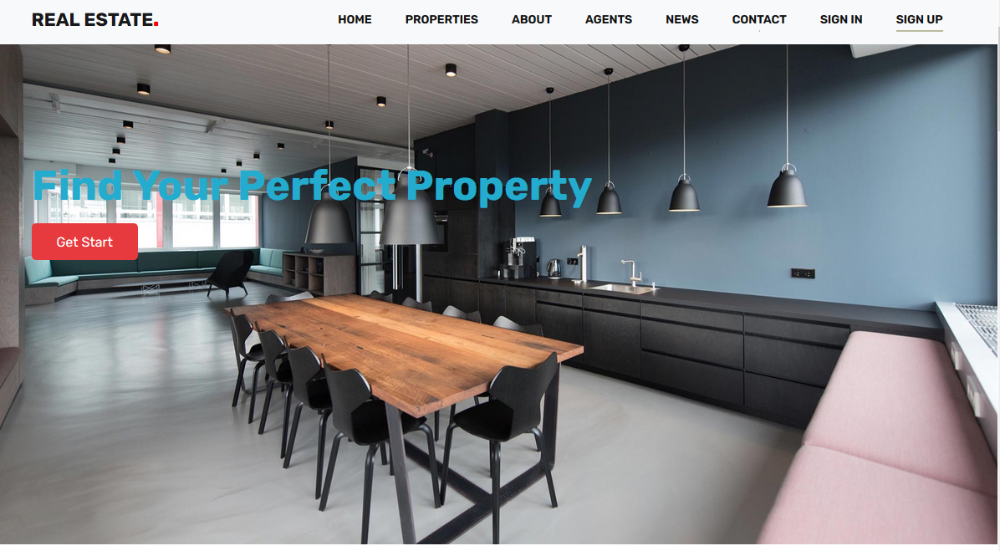 REAL ESTATE.
HOME PROPERTIES ABOUT AGENTS NEWS CONTACT SIGN IN SIGN UP
Find Your Perfect Property
Get Start